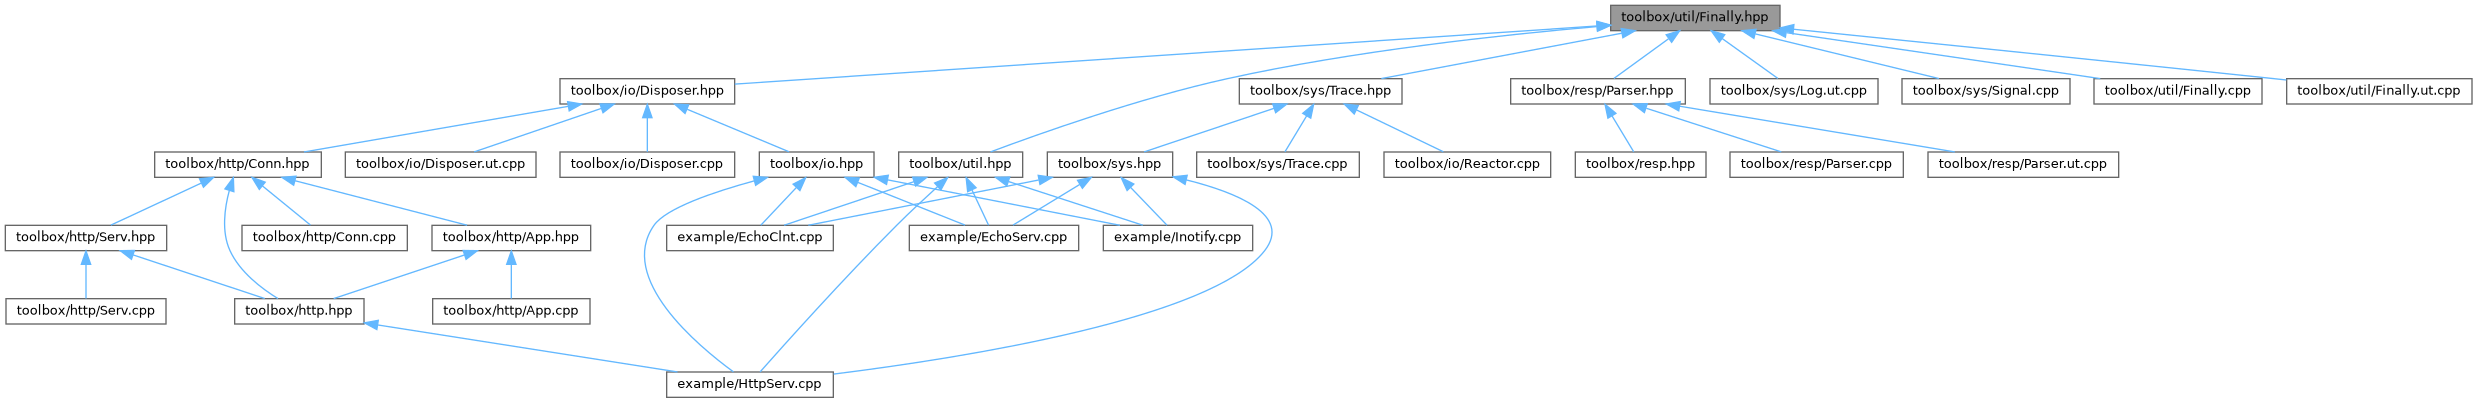 toolbox/util/Finally.hpp
toolbox/io/Disposer.hpp
toolbox/sys/Trace.hpp
toolbox/resp/Parser.hpp
toolbox/sys/Log.ut.cpp
toolbox/sys/Signal.cpp
toolbox/util/Finally.cpp
toolbox/util/Finally.ut.cpp
toolbox/http/Conn.hpp
toolbox/io/Disposer.ut.cpp
toolbox/io/Disposer.cpp
toolbox/io.hpp
toolbox/util.hpp
toolbox/sys.hpp
toolbox/sys/Trace.cpp
toolbox/io/Reactor.cpp
toolbox/resp.hpp
toolbox/resp/Parser.cpp
toolbox/resp/Parser.ut.cpp
toolbox/http/Serv.hpp
toolbox/http/Conn.cpp
toolbox/http/App.hpp
example/EchoClnt.cpp
example/EchoServ.cpp
example/Inotify.cpp
toolbox/http/Serv.cpp
toolbox/http.hpp
toolbox/http/App.cpp
example/HttpServ.cpp